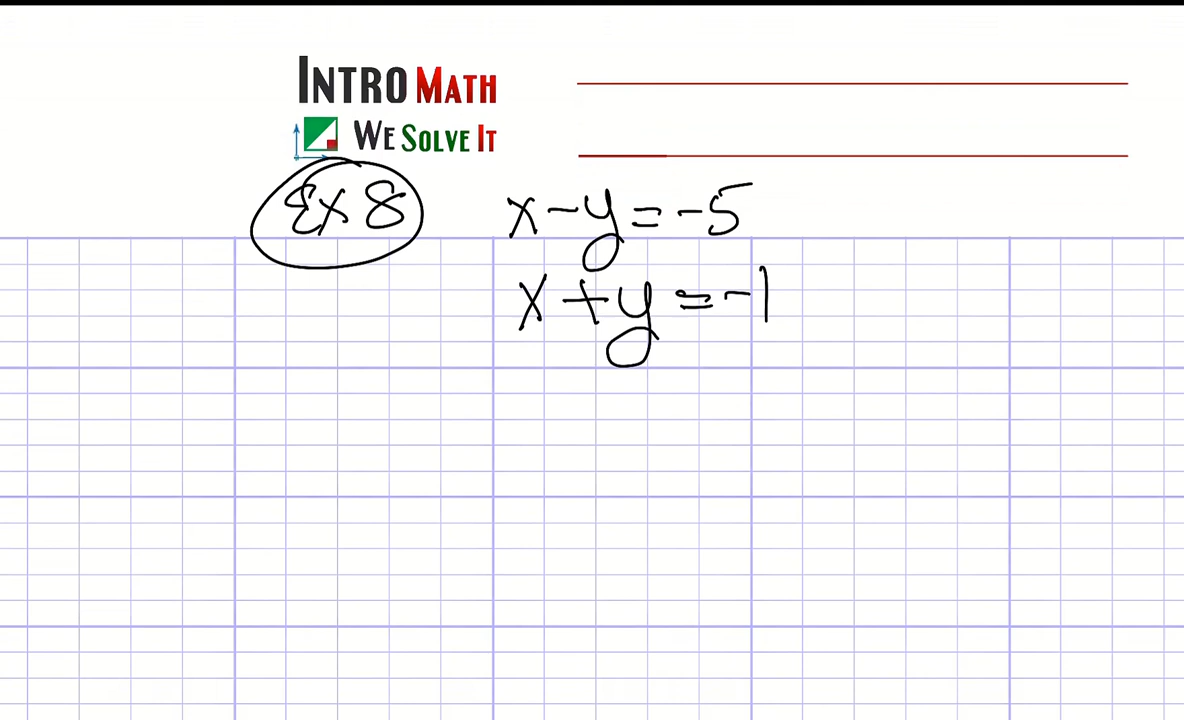 INTRO MATH
WE SOLVE IT
Ex 8
x-y=-5
x+y=-1